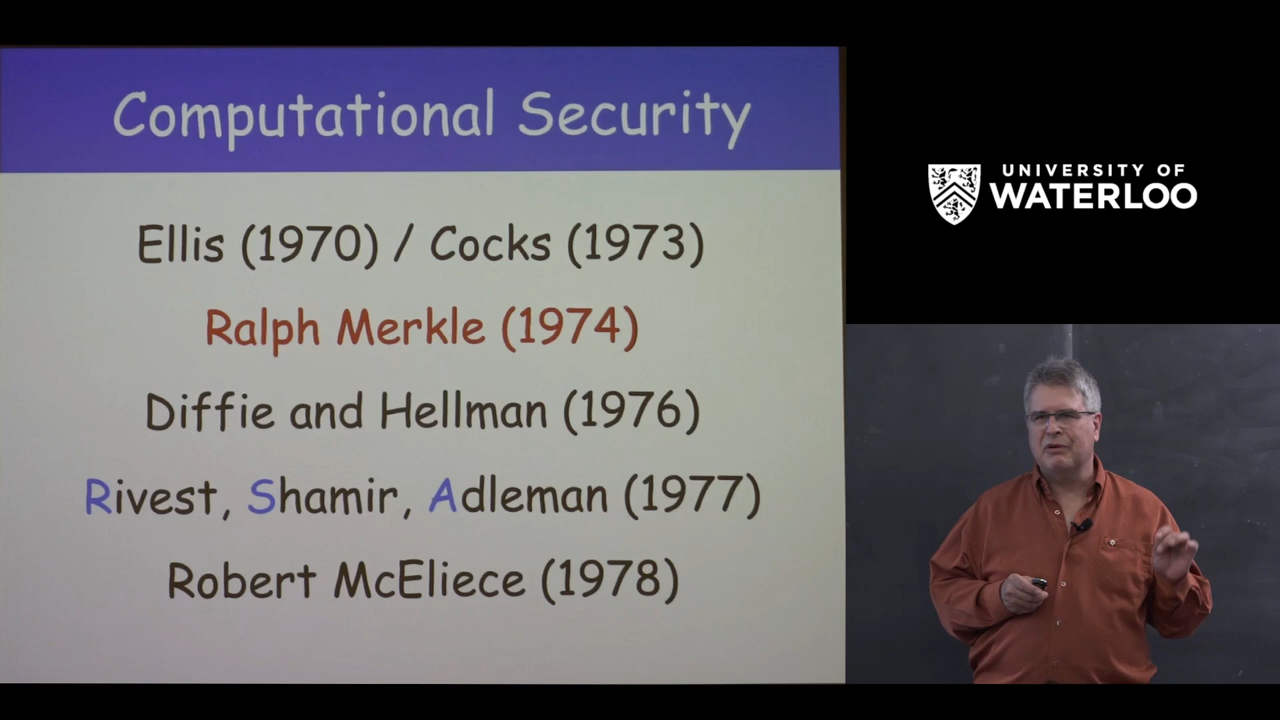 Computational Security
Ellis (1970) / Cocks (1973)
Ralph Merkle (1974)
Diffie and Hellman (1976)
Rivest, Shamir, Adleman (1977)
Robert McEliece (1978)
UNIVERSITY OF
WATERLOO